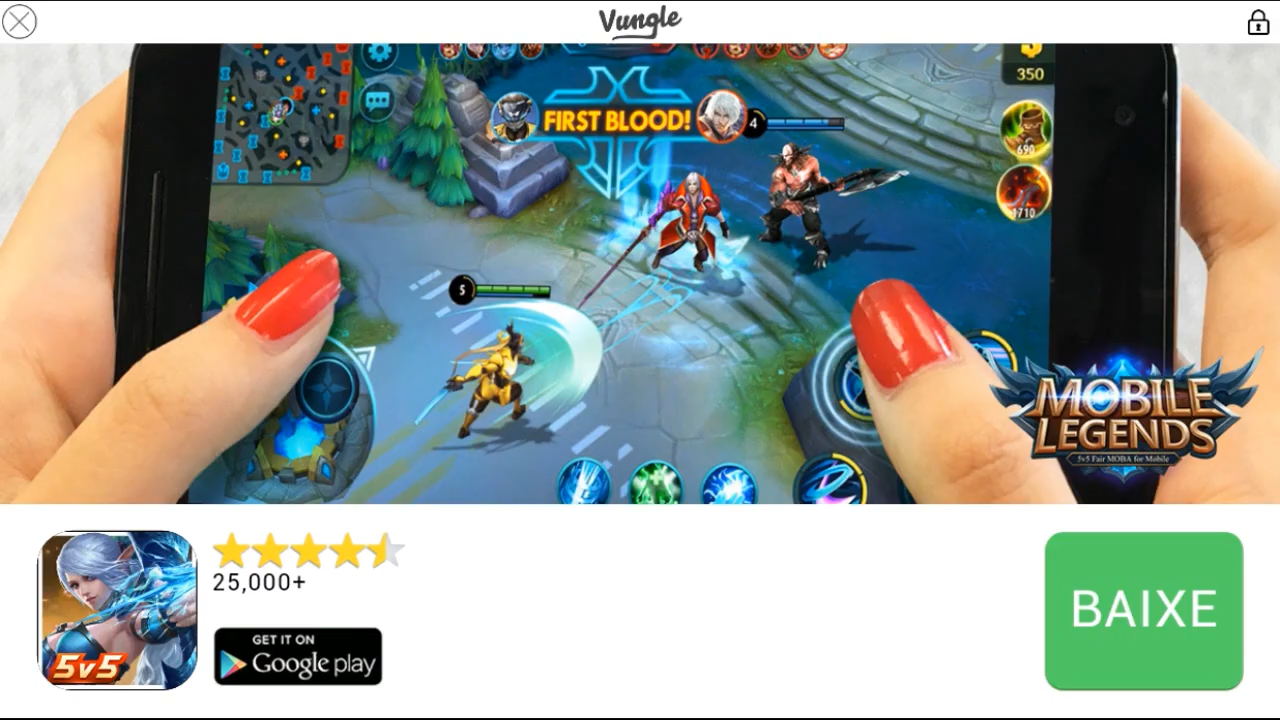 Vungle
350
FIRST BLOOD!
4
690
1710
5
MOBILE
LEGENDS
5v5 Fair MOBA for Mobile
25,000+
5v5
GET IT ON
Google play
BAIXE